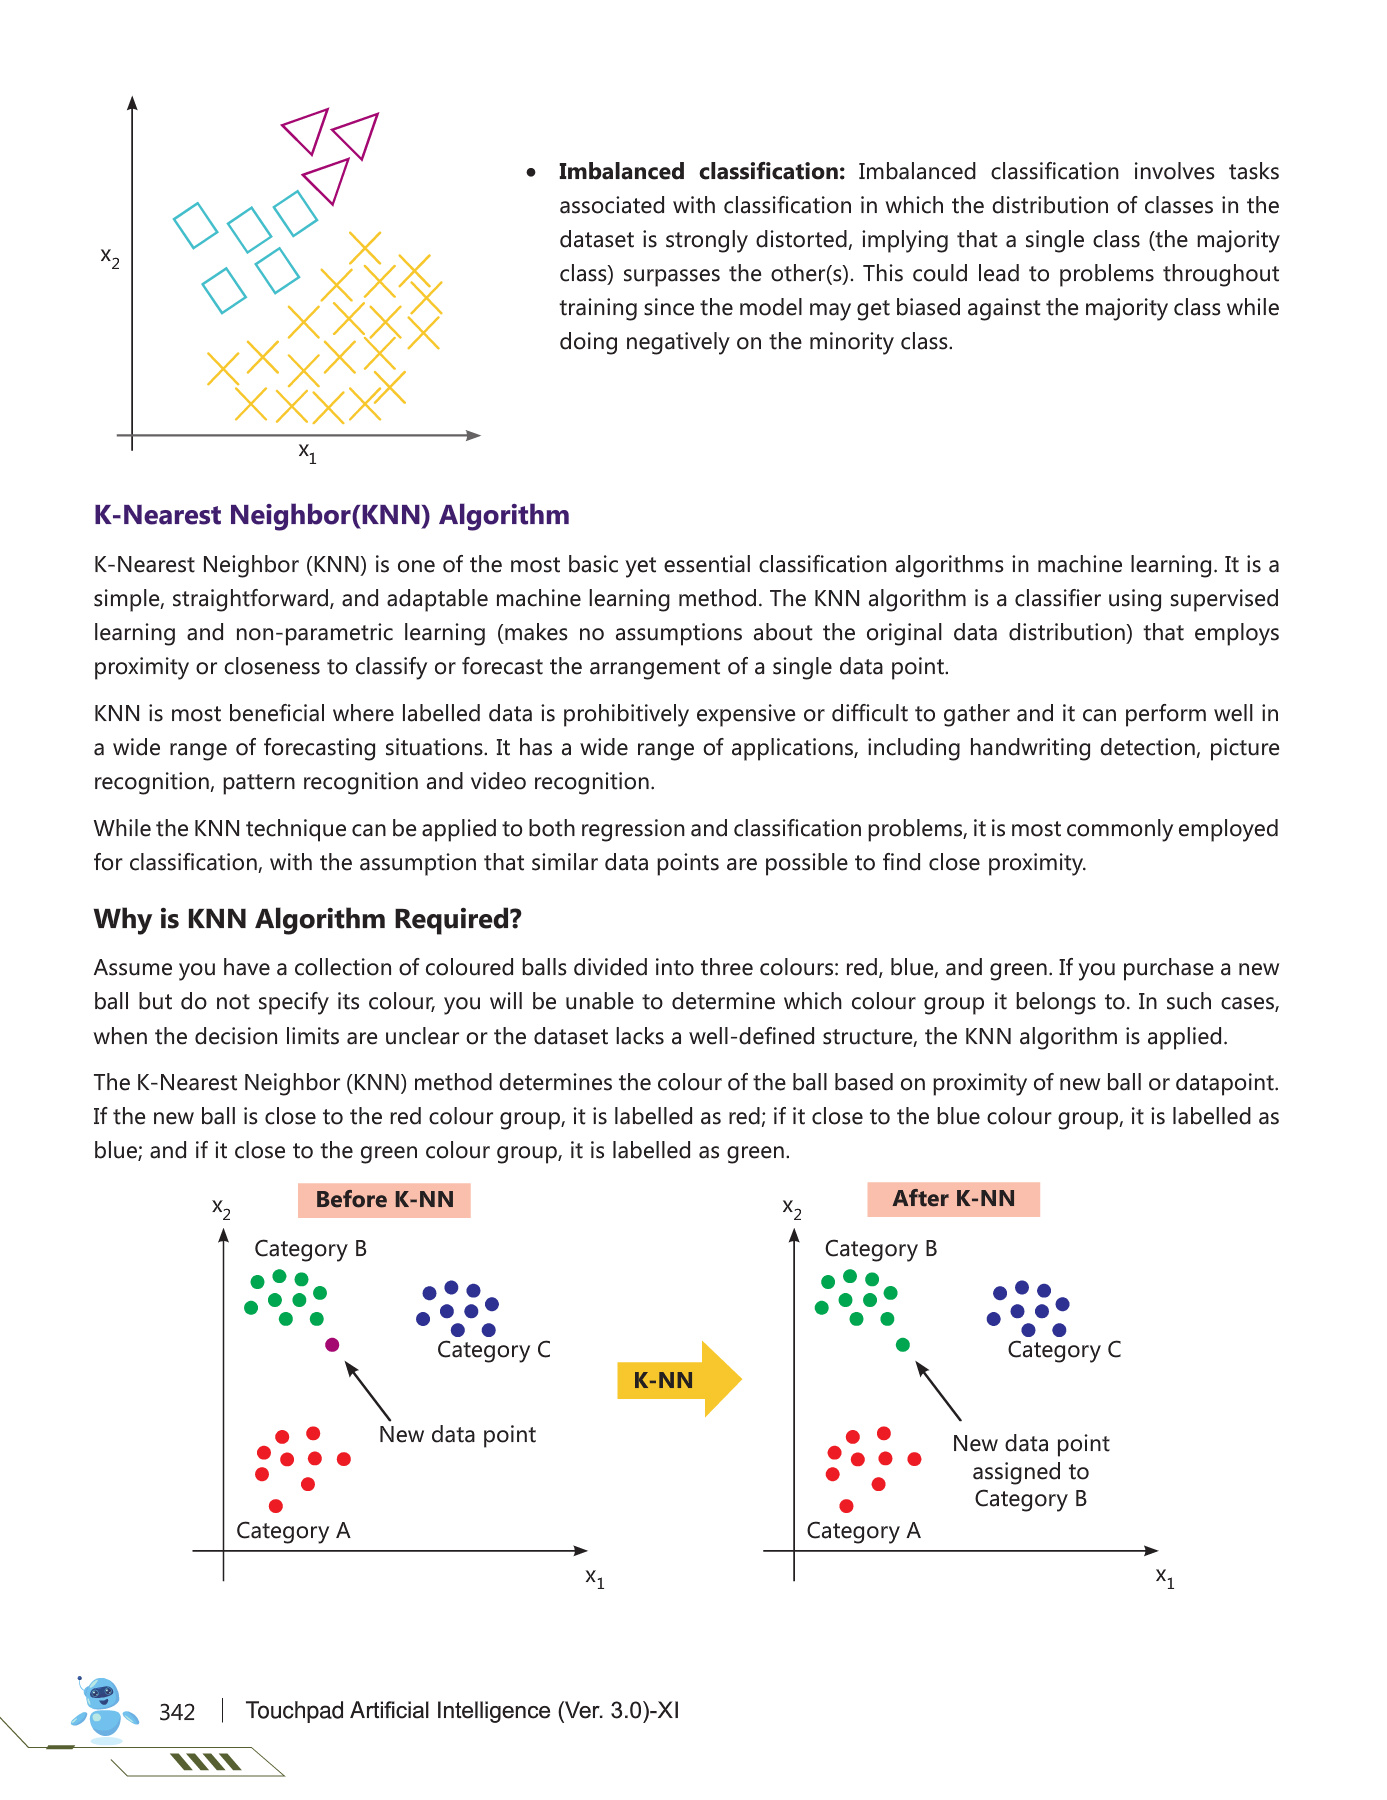 x2
x1
• Imbalanced classification: Imbalanced classification involves tasks
associated with classification in which the distribution of classes in the
dataset is strongly distorted, implying that a single class (the majority
class) surpasses the other(s). This could lead to problems throughout
training since the model may get biased against the majority class while
doing negatively on the minority class.
K-Nearest Neighbor(KNN) Algorithm
K-Nearest Neighbor (KNN) is one of the most basic yet essential classification algorithms in machine learning. It is a
simple, straightforward, and adaptable machine learning method. The KNN algorithm is a classifier using supervised
learning and non-parametric learning (makes no assumptions about the original data distribution) that employs
proximity or closeness to classify or forecast the arrangement of a single data point.
KNN is most beneficial where labelled data is prohibitively expensive or difficult to gather and it can perform well in
a wide range of forecasting situations. It has a wide range of applications, including handwriting detection, picture
recognition, pattern recognition and video recognition.
While the KNN technique can be applied to both regression and classification problems, it is most commonly employed
for classification, with the assumption that similar data points are possible to find close proximity.
Why is KNN Algorithm Required?
Assume you have a collection of coloured balls divided into three colours: red, blue, and green. If you purchase a new
ball but do not specify its colour, you will be unable to determine which colour group it belongs to. In such cases,
when the decision limits are unclear or the dataset lacks a well-defined structure, the KNN algorithm is applied.
The K-Nearest Neighbor (KNN) method determines the colour of the ball based on proximity of new ball or datapoint.
If the new ball is close to the red colour group, it is labelled as red; if it close to the blue colour group, it is labelled as
blue; and if it close to the green colour group, it is labelled as green.
Before K-NN
x2
Category B
Category C
New data point
Category A
x1
K-NN
After K-NN
x2
Category B
Category C
New data point
assigned to
Category B
Category A
x1
342
Touchpad Artificial Intelligence (Ver. 3.0)-XI